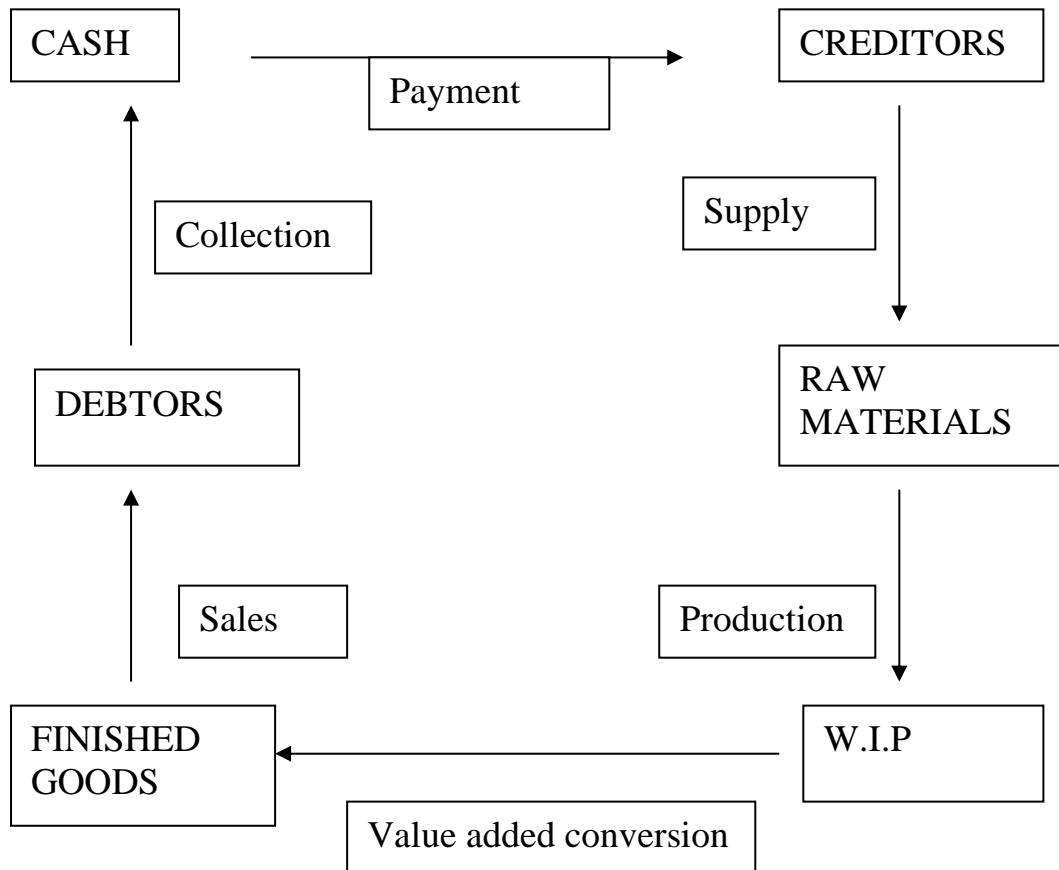 CASH
CREDITORS
Payment
Supply
Collection
DEBTORS
RAW
MATERIALS
Sales
Production
FINISHED
GOODS
W.I.P
Value added conversion